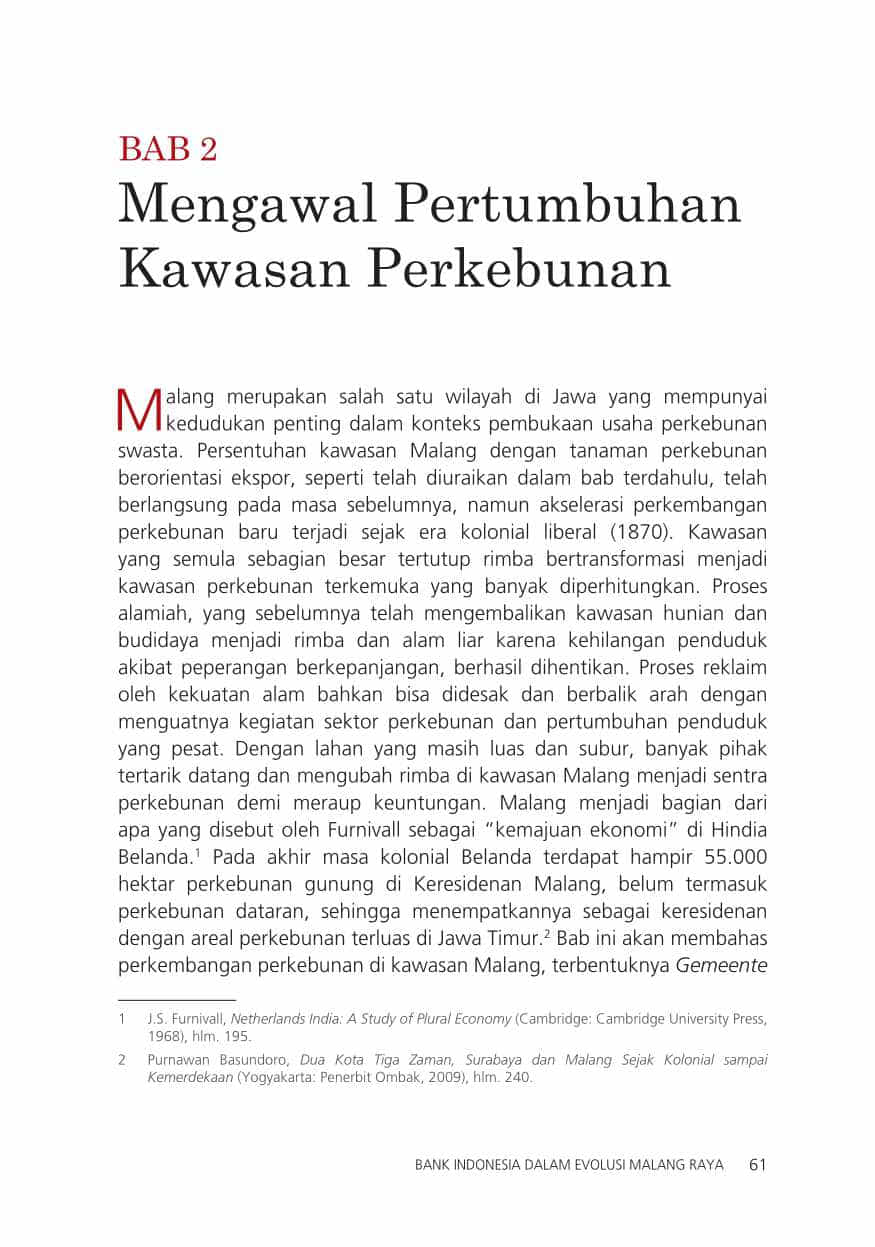 BAB 2
Mengawal Pertumbuhan
Kawasan Perkebunan
Malang merupakan salah satu wilayah di Jawa yang mempunyai
kedudukan penting dalam konteks pembukaan usaha perkebunan
swasta. Persentuhan kawasan Malang dengan tanaman perkebunan
berorientasi ekspor, seperti telah diuraikan dalam bab terdahulu, telah
berlangsung pada masa sebelumnya, namun akselerasi perkembangan
perkebunan baru terjadi sejak era kolonial liberal (1870). Kawasan
yang semula sebagian besar tertutup rimba bertransformasi menjadi
kawasan perkebunan terkemuka yang banyak diperhitungkan. Proses
alamiah, yang sebelumnya telah mengembalikan kawasan hunian dan
budidaya menjadi rimba dan alam liar karena kehilangan penduduk
akibat peperangan berkepanjangan, berhasil dihentikan. Proses reklaim
oleh kekuatan alam bahkan bisa didesak dan berbalik arah dengan
menguatnya kegiatan sektor perkebunan dan pertumbuhan penduduk
yang pesat. Dengan lahan yang masih luas dan subur, banyak pihak
tertarik datang dan mengubah rimba di kawasan Malang menjadi sentra
perkebunan demi meraup keuntungan. Malang menjadi bagian dari
apa yang disebut oleh Furnivall sebagai “kemajuan ekonomi” di Hindia
Belanda.¹ Pada akhir masa kolonial Belanda terdapat hampir 55.000
hektar perkebunan gunung di Keresidenan Malang, belum termasuk
perkebunan dataran, sehingga menempatkannya sebagai keresidenan
dengan areal perkebunan terluas di Jawa Timur.² Bab ini akan membahas
perkembangan perkebunan di kawasan Malang, terbentuknya Gemeente
1 J.S. Furnivall, Netherlands India: A Study of Plural Economy (Cambridge: Cambridge University Press,
1968), hlm. 195.
2 Purnawan Basundoro, Dua Kota Tiga Zaman, Surabaya dan Malang Sejak Kolonial sampai
Kemerdekaan (Yogyakarta: Penerbit Ombak, 2009), hlm. 240.
BANK INDONESIA DALAM EVOLUSI MALANG RAYA 61